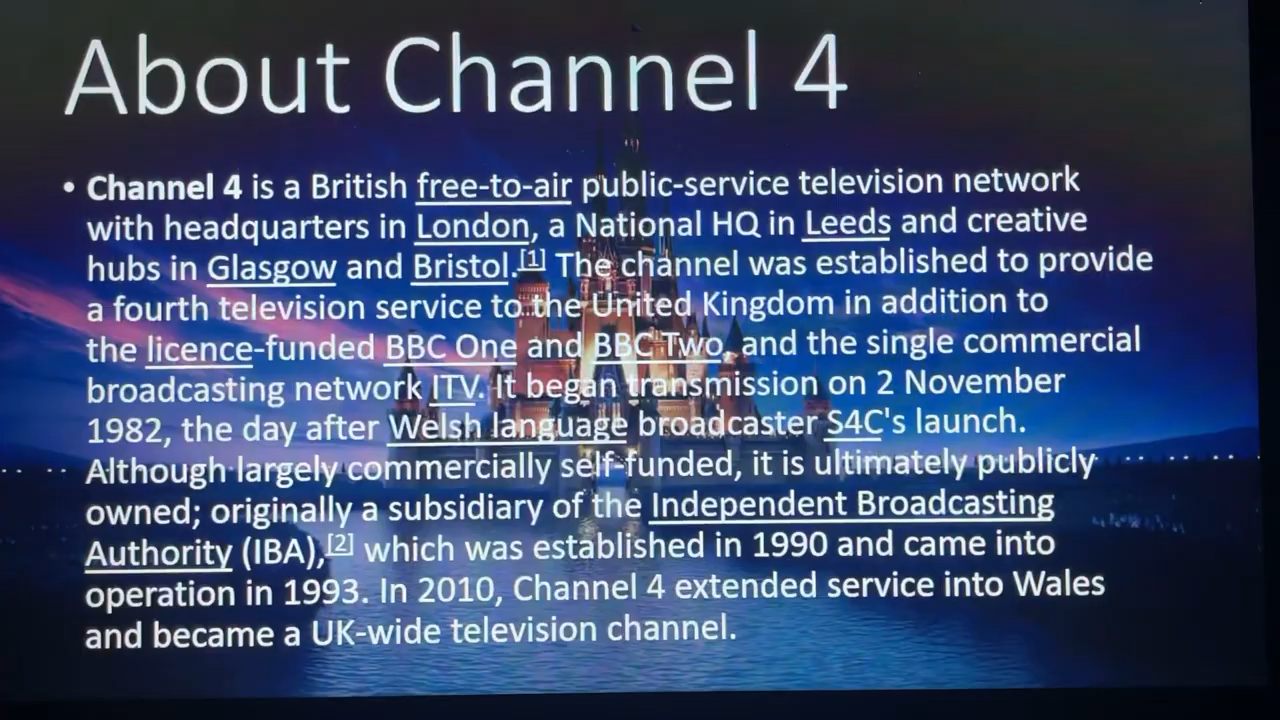 About Channel 4
• Channel 4 is a British free-to-air public-service television network
with headquarters in London, a National HQ in Leeds and creative
hubs in Glasgow and Bristol.[1] The channel was established to provide
a fourth television service to the United Kingdom in addition to
the licence-funded BBC One and BBC Two, and the single commercial
broadcasting network ITV. It began transmission on 2 November
1982, the day after Welsh language broadcaster S4C's launch.
Although largely commercially self-funded, it is ultimately publicly
owned; originally a subsidiary of the Independent Broadcasting
Authority (IBA),[2] which was established in 1990 and came into
operation in 1993. In 2010, Channel 4 extended service into Wales
and became a UK-wide television channel.